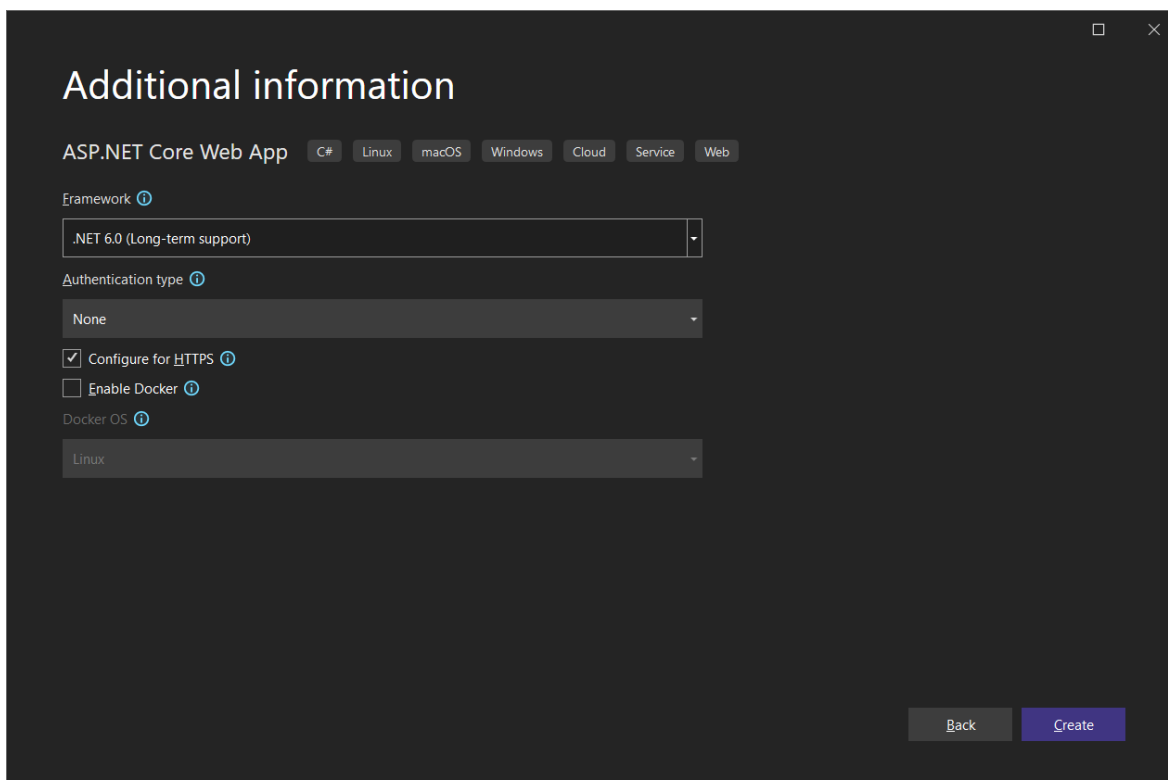 Additional information
ASP.NET Core Web App C# Linux macOS Windows Cloud Service Web
Framework
.NET 6.0 (Long-term support)
Authentication type
None
Configure for HTTPS
Enable Docker
Docker OS
Linux
Back Create